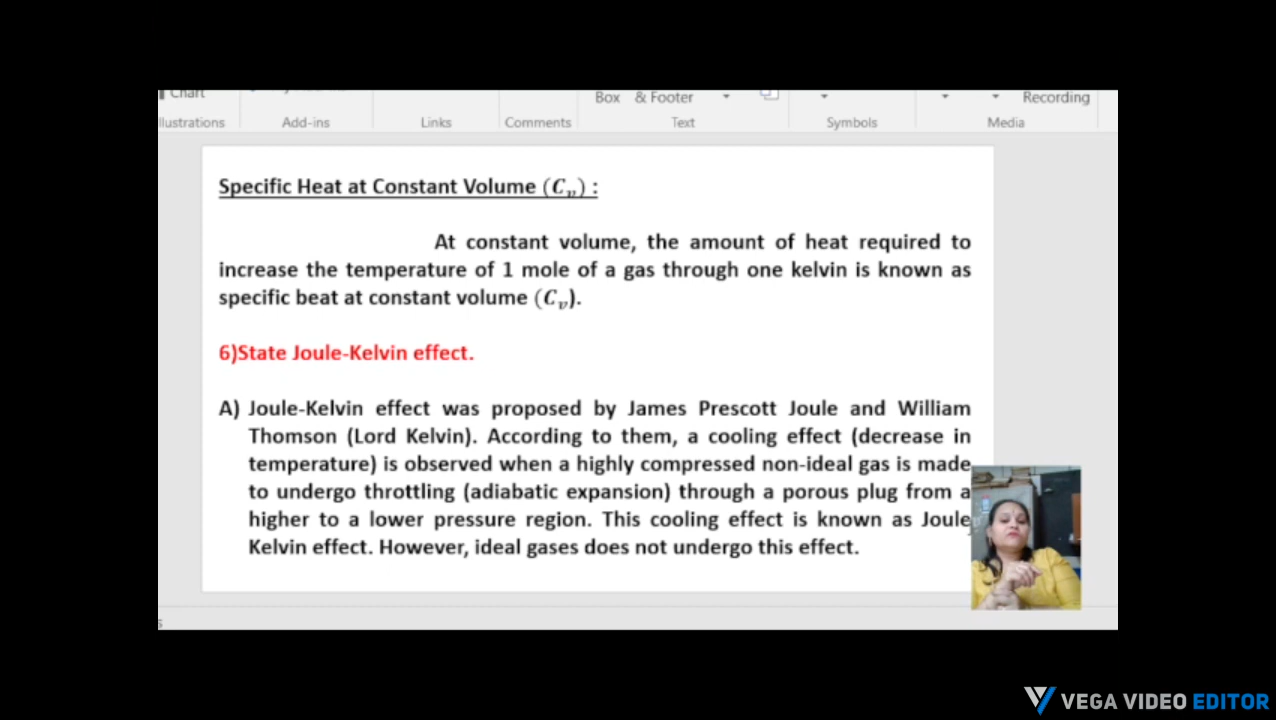 Chart
Box & Footer Recording
llustrations Add-ins Links Comments Text Symbols Media
Specific Heat at Constant Volume (Cv) :
At constant volume, the amount of heat required to
increase the temperature of 1 mole of a gas through one kelvin is known as
specific beat at constant volume (Cv).
6)State Joule-Kelvin effect.
A) Joule-Kelvin effect was proposed by James Prescott Joule and William
Thomson (Lord Kelvin). According to them, a cooling effect (decrease in
temperature) is observed when a highly compressed non-ideal gas is made
to undergo throttling (adiabatic expansion) through a porous plug from a
higher to a lower pressure region. This cooling effect is known as Joule
Kelvin effect. However, ideal gases does not undergo this effect.
VEGA VIDEO EDITOR